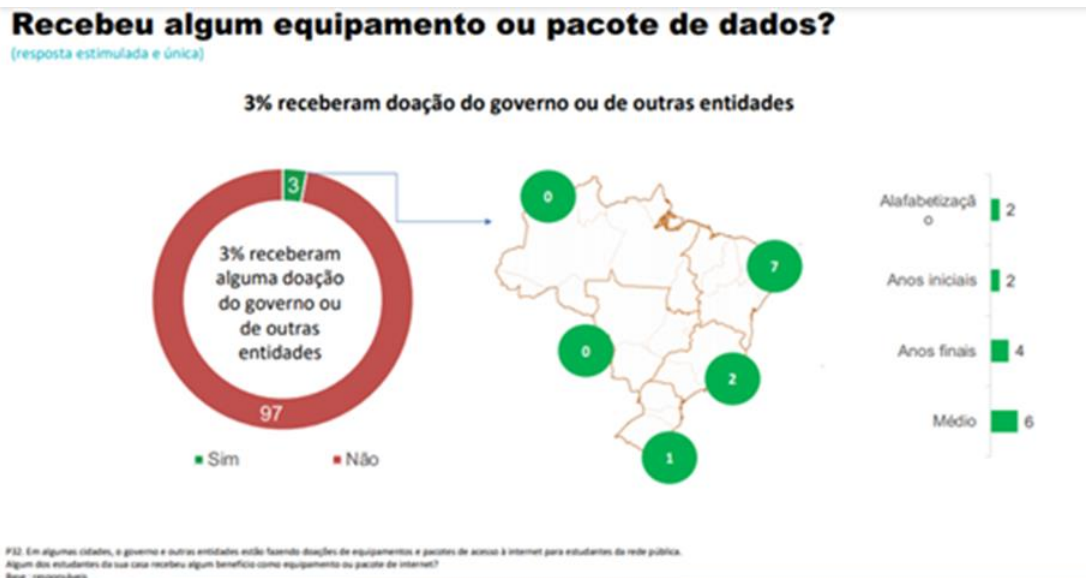 Recebeu algum equipamento ou pacote de dados?
(resposta estimulada e única)
3% receberam doação do governo ou de outras entidades
3
3% receberam
alguma doação
do governo ou
de outras
entidades
97
Sim
Não
0
7
0
2
1
Alafabetizaçã
o
2
Anos iniciais
2
Anos finais
4
Médio
6
P32. Em algumas cidades, o governo e outras entidades estão fazendo doações de equipamentos e pacotes de acesso à internet para estudantes da rede pública.
Algum dos estudantes da sua casa recebeu algum benefício como equipamento ou pacote de internet?
Base : responsáveis